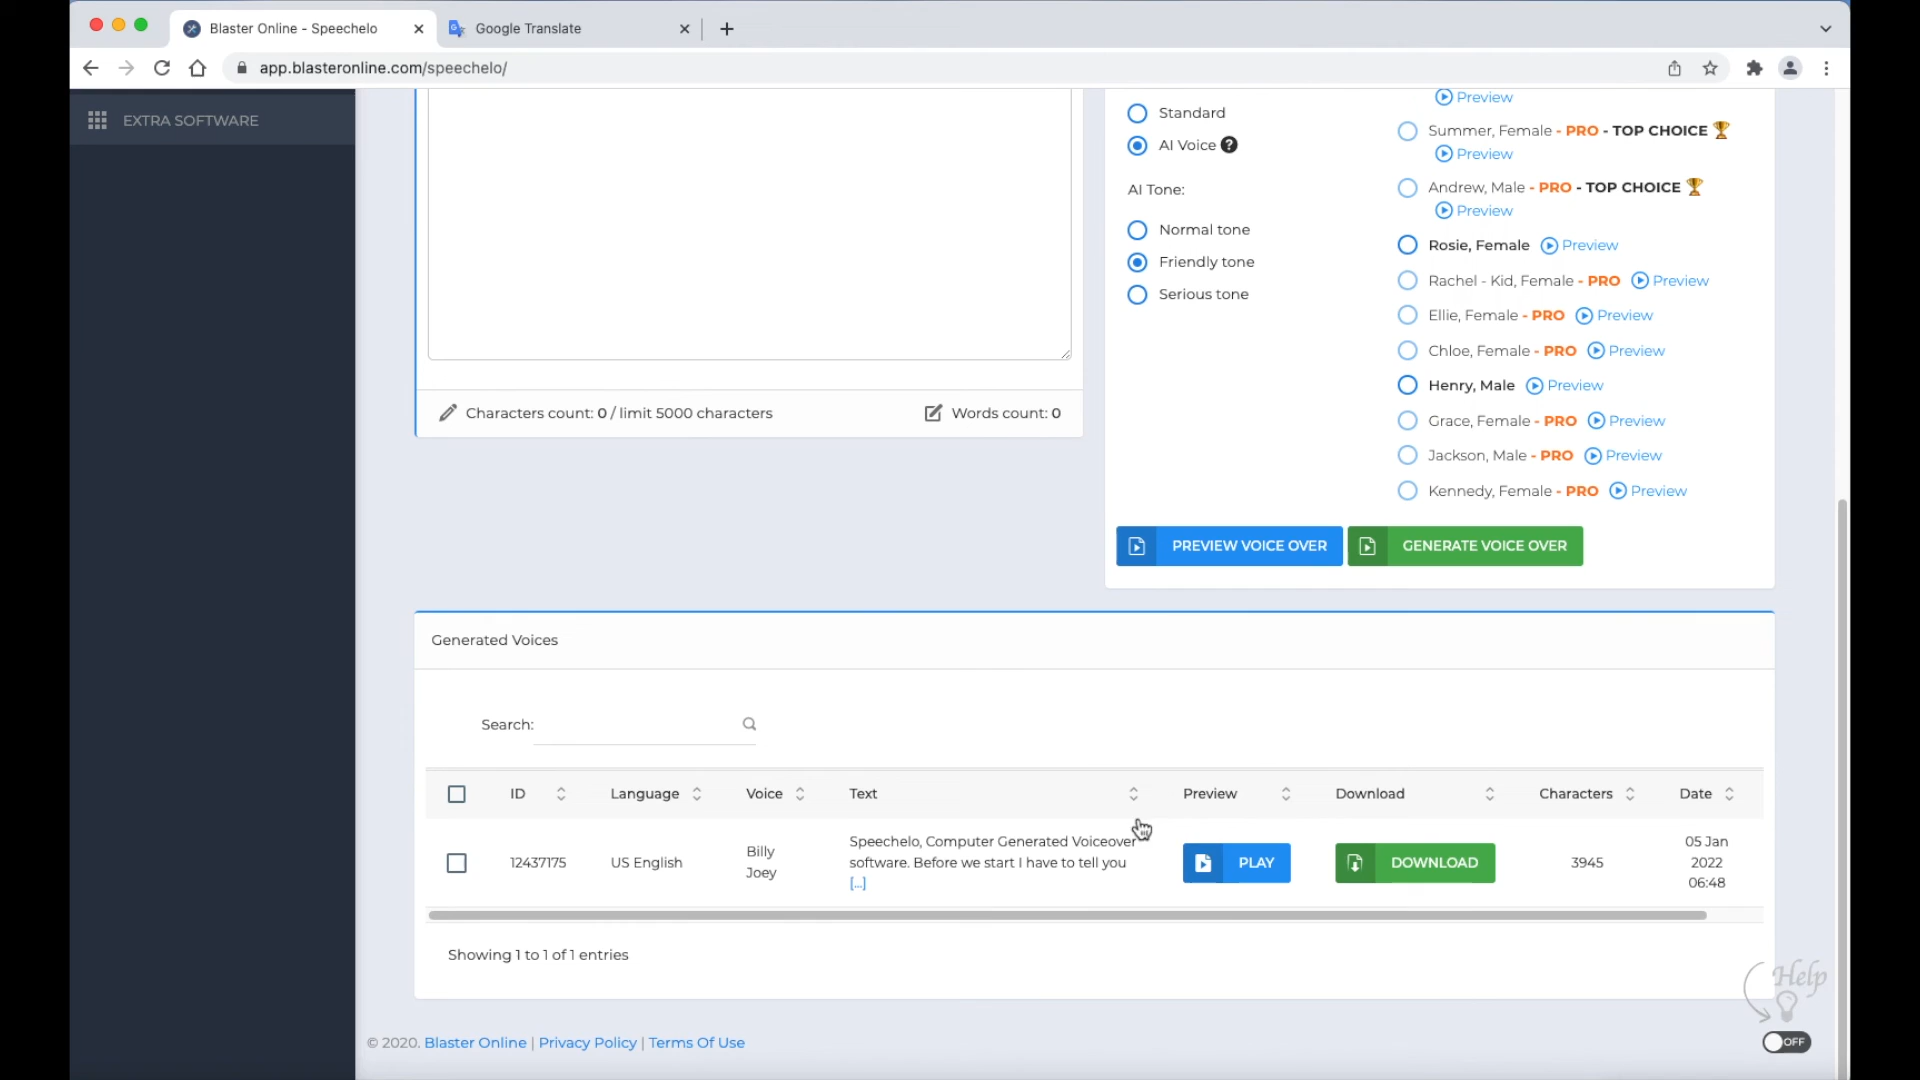 Blaster Online - Speechelo
Google Translate
app.blasteronline.com/speechelo/
EXTRA SOFTWARE
Characters count: 0 / limit 5000 characters
Words count: 0
Standard
AI Voice
AI Tone:
Normal tone
Friendly tone
Serious tone
Preview
Summer, Female - PRO - TOP CHOICE
Preview
Andrew, Male - PRO - TOP CHOICE
Preview
Rosie, Female Preview
Rachel - Kid, Female - PRO Preview
Ellie, Female - PRO Preview
Chloe, Female - PRO Preview
Henry, Male Preview
Grace, Female - PRO Preview
Jackson, Male - PRO Preview
Kennedy, Female - PRO Preview
PREVIEW VOICE OVER
GENERATE VOICE OVER
Generated Voices
Search:
ID Language Voice Text Preview Download Characters Date
12437175
US English
Billy
Joey
Speechelo, Computer Generated Voiceover
software. Before we start I have to tell you
[...]
PLAY
DOWNLOAD
3945
05 Jan
2022
06:48
Showing 1 to 1 of 1 entries
Help
© 2020. Blaster Online | Privacy Policy | Terms Of Use
OFF